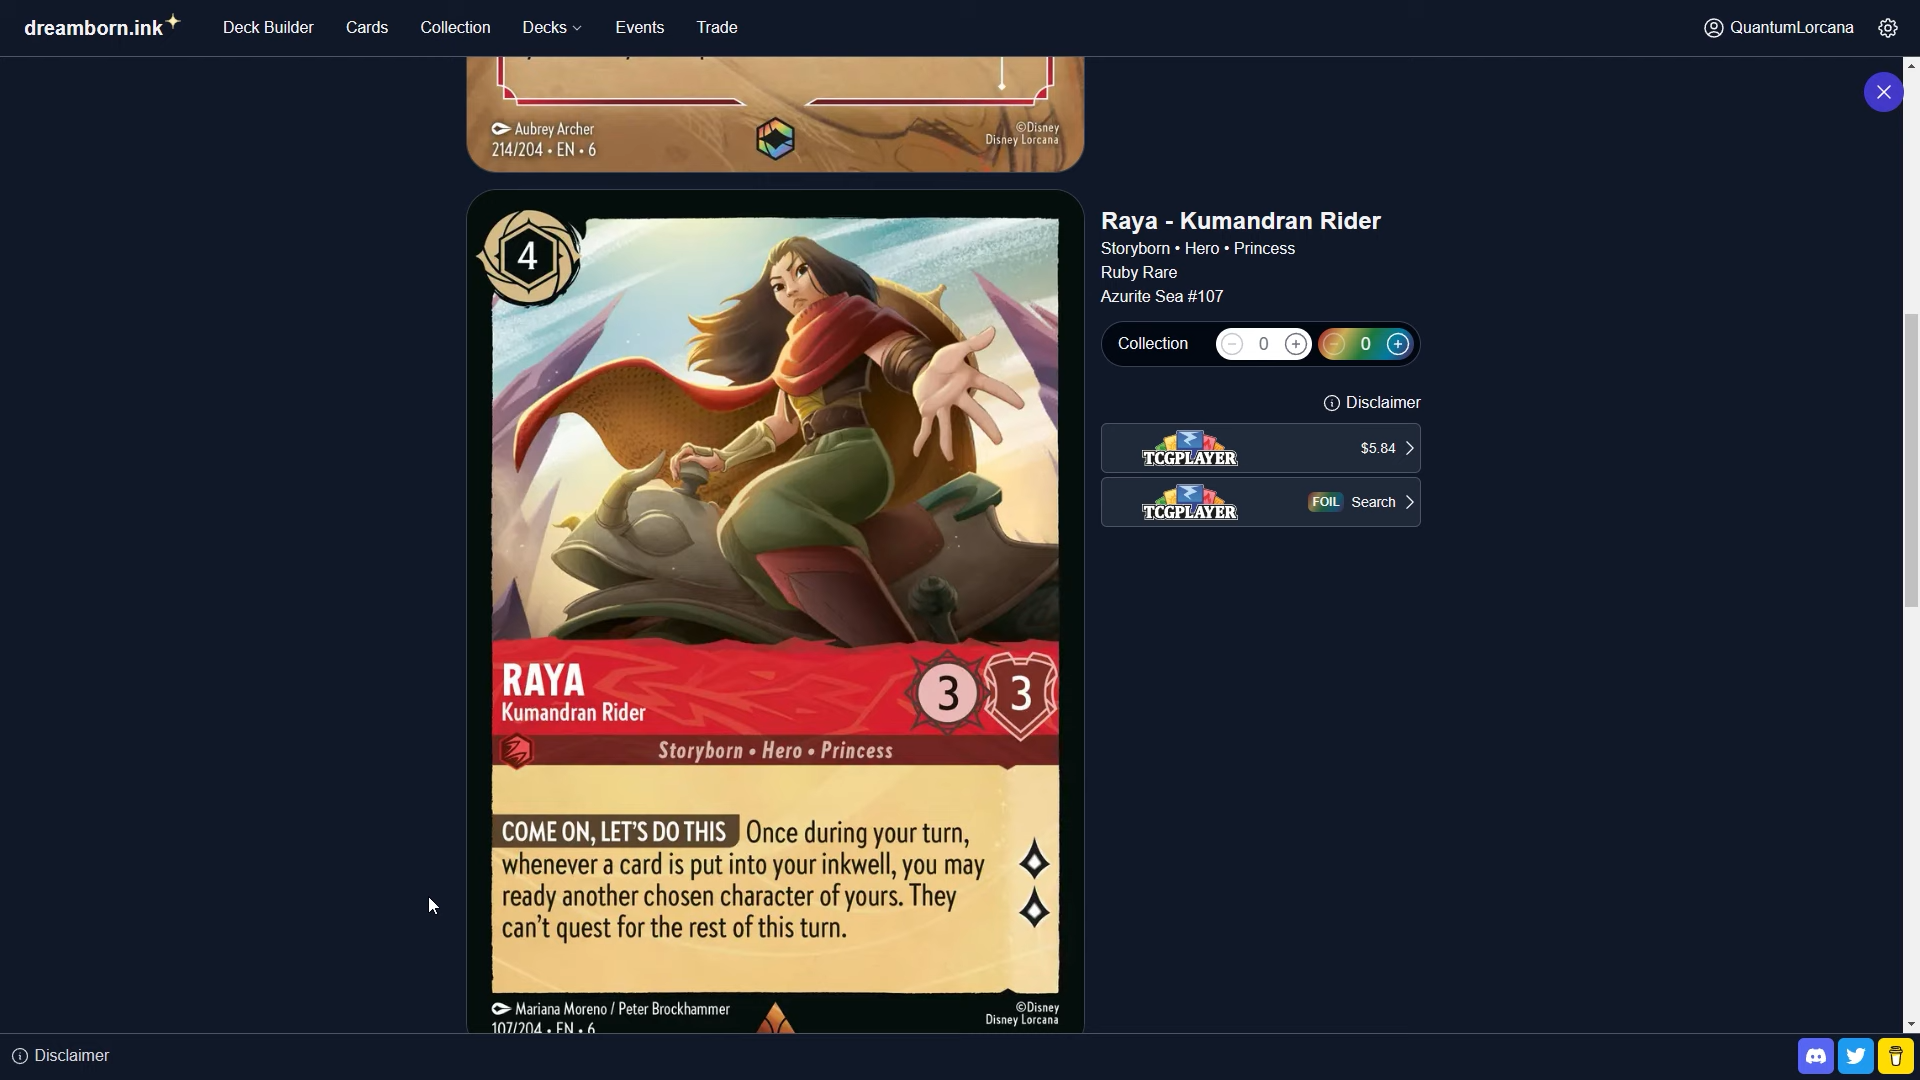 dreamborn.ink
Deck Builder
Cards
Collection
Decks
Events
Trade
QuantumLorcana
Aubrey Archer
214/204 • EN • 6
©Disney
Disney Lorcana
4
RAYA
Kumandran Rider
3
3
Storyborn • Hero • Princess
COME ON, LET'S DO THIS Once during your turn,
whenever a card is put into your inkwell, you may
ready another chosen character of yours. They
can't quest for the rest of this turn.
Mariana Moreno / Peter Brockhammer
107/204 • EN • 6
©Disney
Disney Lorcana
Raya - Kumandran Rider
Storyborn • Hero • Princess
Ruby Rare
Azurite Sea #107
Collection
0
0
Disclaimer
TCGPLAYER
$5.84
TCGPLAYER
FOIL
Search
Disclaimer